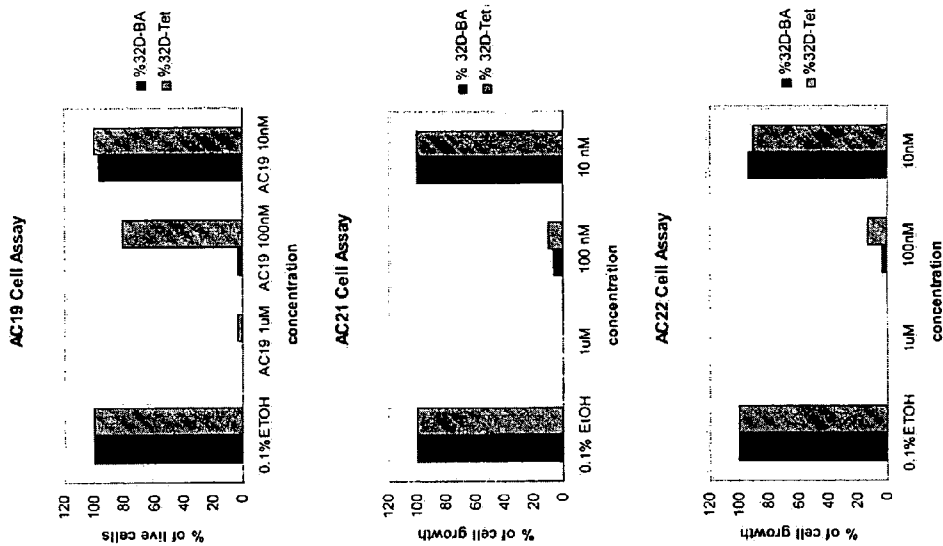 AC19 Cell Assay
% of live cells
120
100
80
60
40
20
0
0.1%ETOH
AC19 1uM
AC19 100nM
AC19 10nM
concentration
%32D-BA
%32D-Tet
AC21 Cell Assay
% of cell growth
120
100
80
60
40
20
0
0.1% EtOH
1uM
100 nM
10 nM
concentration
% 32D-BA
% 32D-Tet
AC22 Cell Assay
% of cell growth
120
100
80
60
40
20
0
0.1%ETOH
1uM
100nM
10nM
concentration
%32D-BA
%32D-Tet